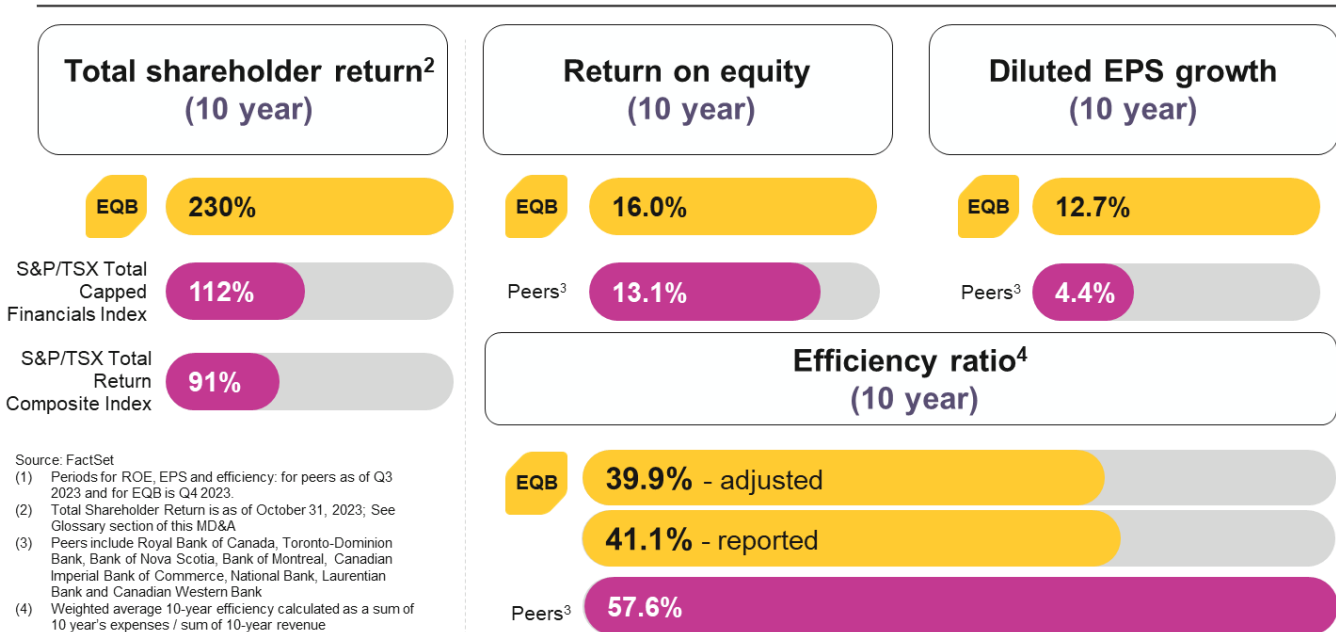 Total shareholder return2
(10 year)
EQB 230%
S&P/TSX Total
Capped
Financials Index
112%
S&P/TSX Total
Return
Composite Index
91%
Return on equity
(10 year)
EQB 16.0%
Peers3 13.1%
Diluted EPS growth
(10 year)
EQB 12.7%
Peers3 4.4%
Efficiency ratio4
(10 year)
EQB 39.9% - adjusted
41.1% - reported
Peers3 57.6%
Source: FactSet
(1) Periods for ROE, EPS and efficiency: for peers as of Q3
2023 and for EQB is Q4 2023.
(2) Total Shareholder Return is as of October 31, 2023; See
Glossary section of this MD&A
(3) Peers include Royal Bank of Canada, Toronto-Dominion
Bank, Bank of Nova Scotia, Bank of Montreal, Canadian
Imperial Bank of Commerce, National Bank, Laurentian
Bank and Canadian Western Bank
(4) Weighted average 10-year efficiency calculated as a sum of
10 year's expenses / sum of 10-year revenue